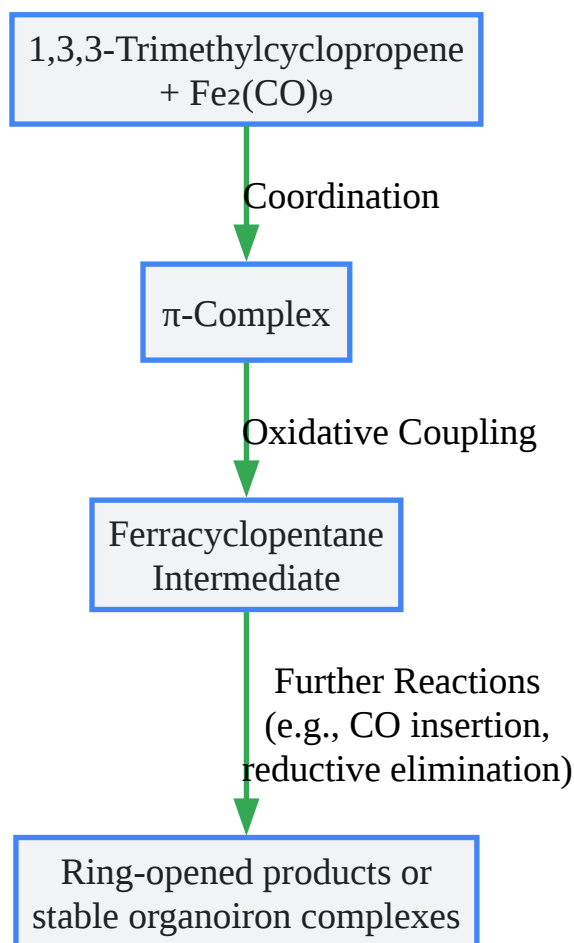 1,3,3-Trimethylcyclopropene
+ Fe₂(CO)₉
Coordination
π-Complex
Oxidative Coupling
Ferracyclopentane
Intermediate
Further Reactions
(e.g., CO insertion,
reductive elimination)
Ring-opened products or
stable organoiron complexes